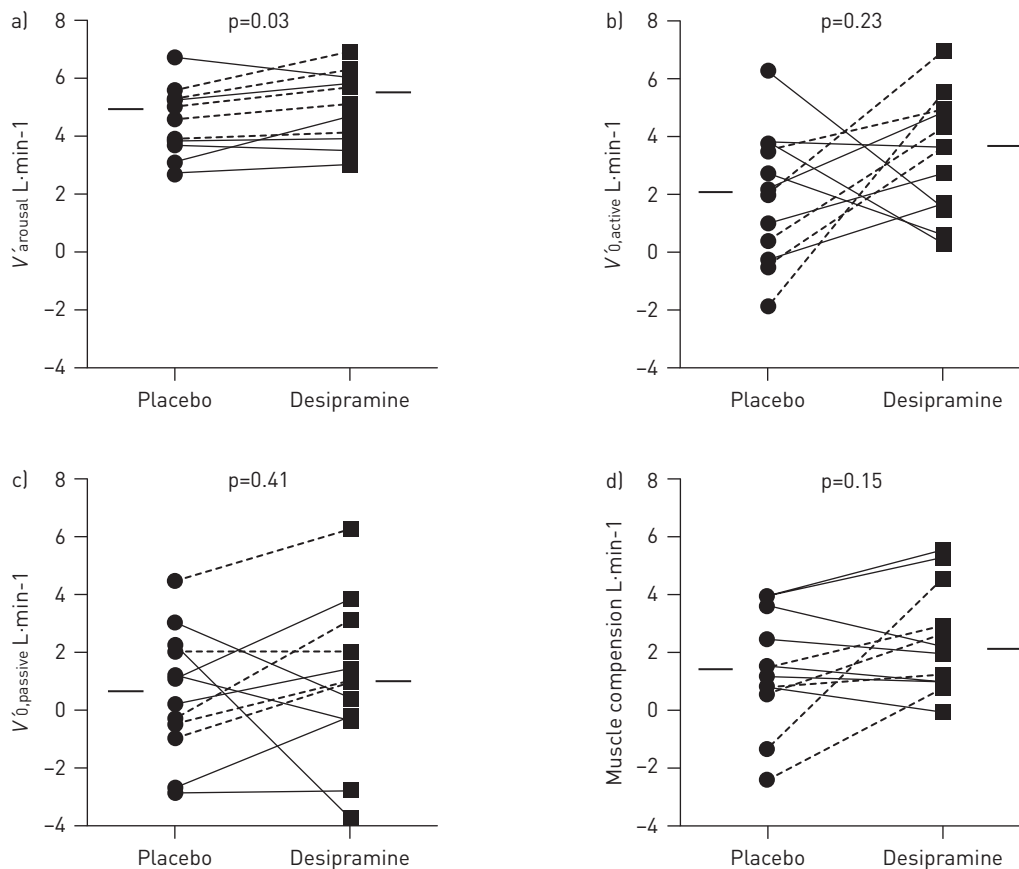 a)
p=0.03
V′arousal L·min-1
8
6
4
2
0
−2
−4
Placebo Desipramine
b)
p=0.23
V′0,active L·min-1
8
6
4
2
0
−2
−4
Placebo Desipramine
c)
p=0.41
V′0,passive L·min-1
8
6
4
2
0
−2
−4
Placebo Desipramine
d)
p=0.15
Muscle compension L·min-1
8
6
4
2
0
−2
−4
Placebo Desipramine